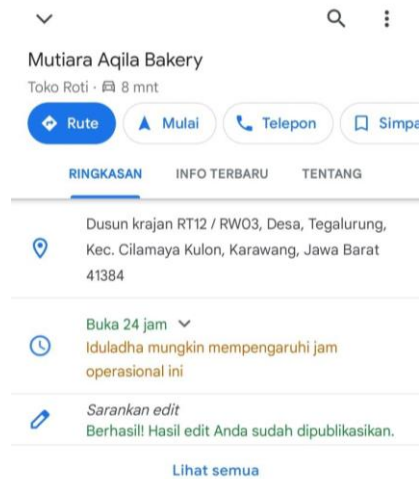 Mutiara Aqila Bakery
Toko Roti · 8 mnt
Rute Mulai Telepon Simpa
RINGKASAN INFO TERBARU TENTANG
Dusun krajan RT12 / RW03, Desa, Tegalurung,
Kec. Cilamaya Kulon, Karawang, Jawa Barat
41384
Buka 24 jam
Iduladha mungkin mempengaruhi jam
operasional ini
Sarankan edit
Berhasil! Hasil edit Anda sudah dipublikasikan.
Lihat semua